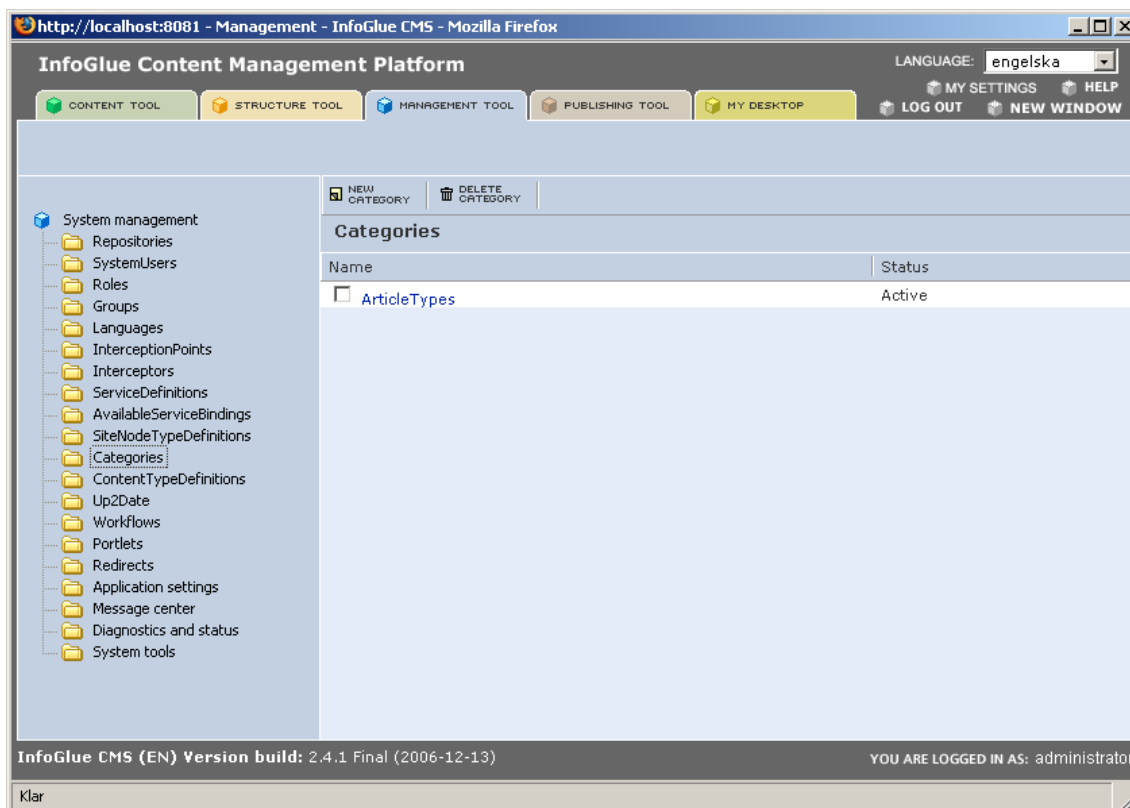 http://localhost:8081 - Management - InfoGlue CMS - Mozilla Firefox
InfoGlue Content Management Platform
LANGUAGE: engelska
MY SETTINGS HELP
LOG OUT NEW WINDOW
CONTENT TOOL STRUCTURE TOOL MANAGEMENT TOOL PUBLISHING TOOL MY DESKTOP
NEW CATEGORY DELETE CATEGORY
System management
Repositories
SystemUsers
Roles
Groups
Languages
InterceptionPoints
Interceptors
ServiceDefinitions
AvailableServiceBindings
SiteNodeTypeDefinitions
Categories
ContentTypeDefinitions
Up2Date
Workflows
Portlets
Redirects
Application settings
Message center
Diagnostics and status
System tools
Categories
Name Status
ArticleTypes Active
InfoGlue CMS (EN) Version build: 2.4.1 Final (2006-12-13)
YOU ARE LOGGED IN AS: administrator
Klar